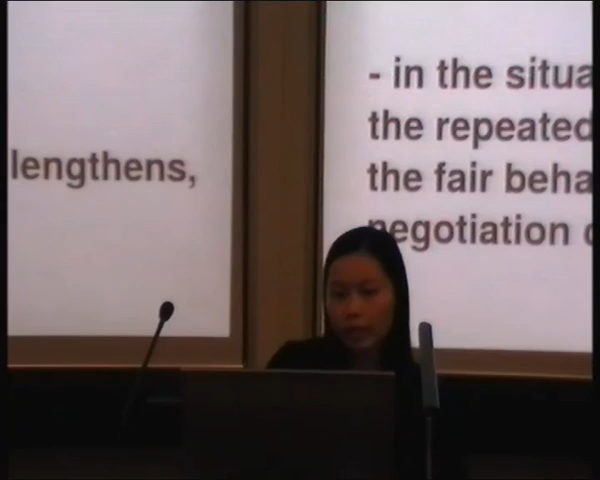 lengthens,
- in the situa
the repeated
the fair beha
negotiation